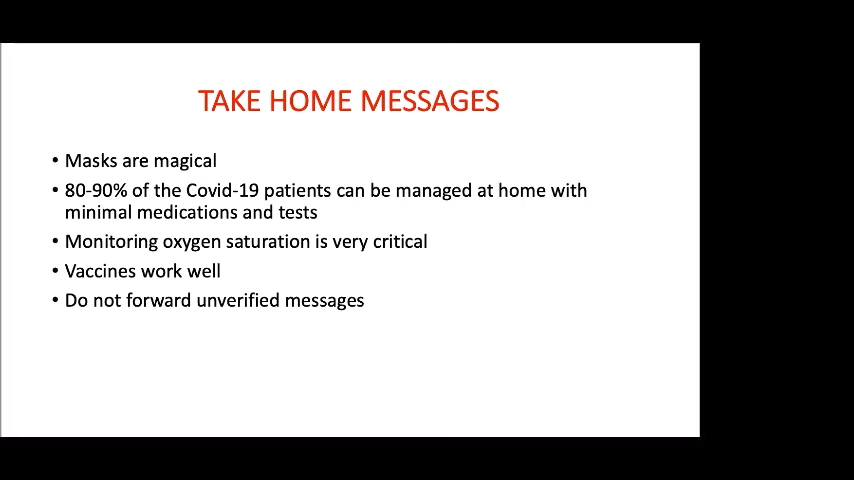 TAKE HOME MESSAGES
• Masks are magical
• 80-90% of the Covid-19 patients can be managed at home with
minimal medications and tests
• Monitoring oxygen saturation is very critical
• Vaccines work well
• Do not forward unverified messages